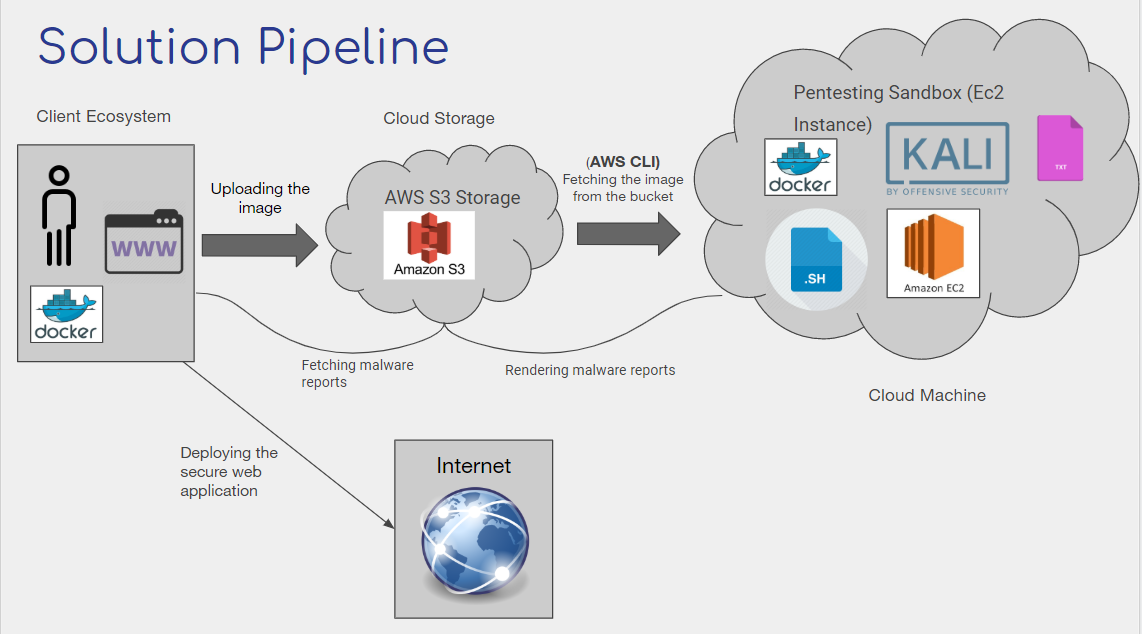 Solution Pipeline
Client Ecosystem
WWW
docker
Uploading the
image
Cloud Storage
AWS S3 Storage
Amazon S3
(AWS CLI)
Fetching the image
from the bucket
Pentesting Sandbox (Ec2
Instance)
docker
KALI
BY OFFENSIVE SECURITY
TXT
.SH
Amazon EC2
Cloud Machine
Fetching malware
reports
Rendering malware reports
Deploying the
secure web
application
Internet